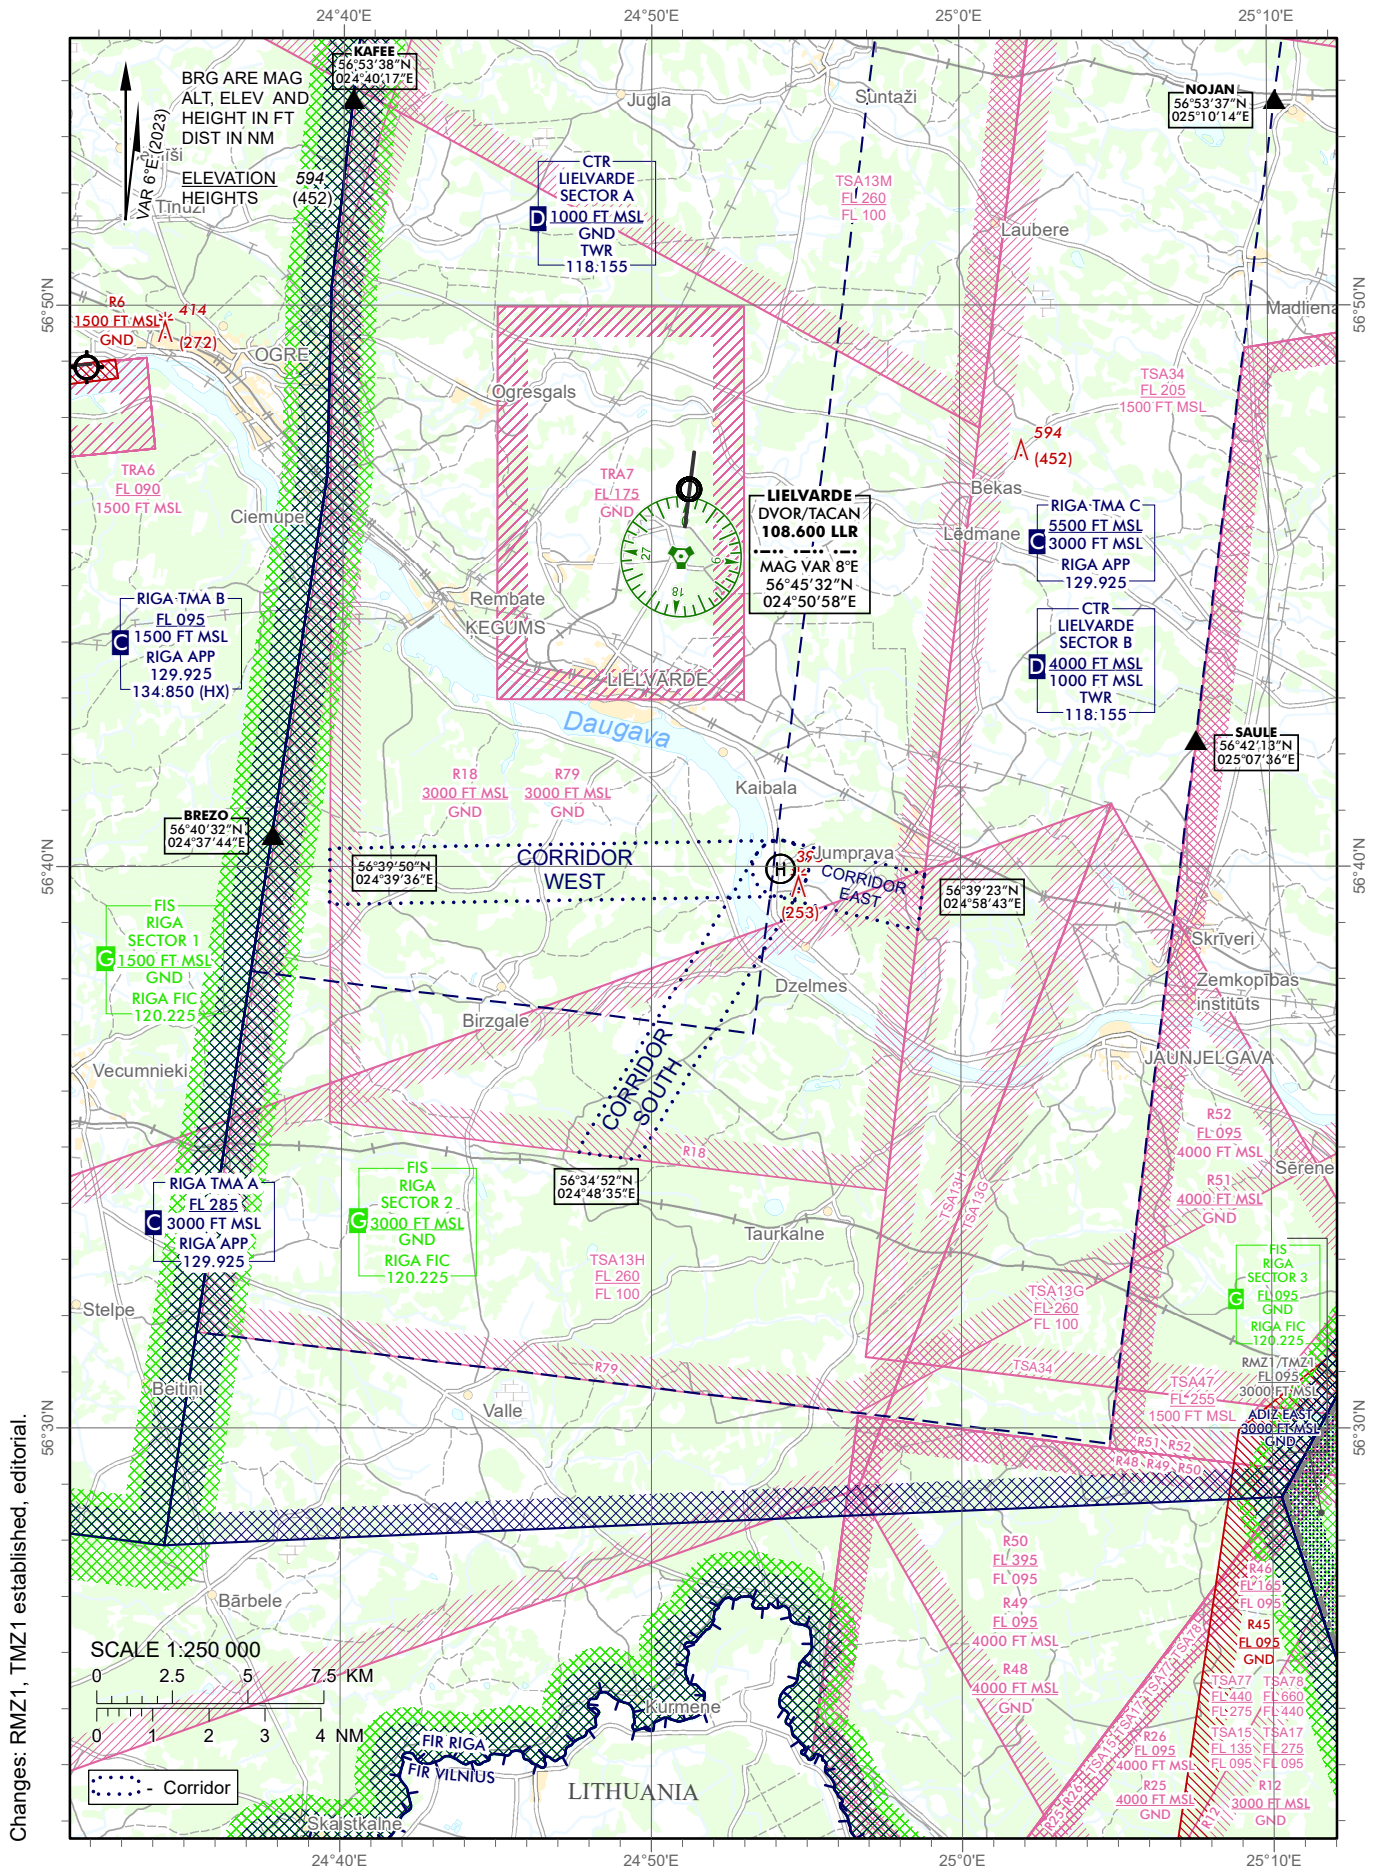 24°40'E
24°50'E
25°0'E
25°10'E
KAFEE
56°53'38"N
024°40'17"E
NOJAN
56°53'37"N
025°10'14"E
BRG ARE MAG
ALT, ELEV AND
HEIGHT IN FT
DIST IN NM
VAR 6°E (2023)
ELEVATION 594
HEIGHTS (452)
Tīnūži
Jugla
Suntaži
CTR
LIELVARDE
SECTOR A
D 1000 FT MSL
GND
TWR
118.155
TSA13M
FL 260
FL 100
Laubere
Madliena
56°50'N
56°50'N
R6
1500 FT MSL
GND
414
(272)
OGRE
Ogresgals
TSA34
FL 205
1500 FT MSL
594
(452)
TRA6
FL 090
1500 FT MSL
TRA7
FL 175
GND
27
9
18
Bekas
Ciemupe
Lēdmane
LIELVARDE
DVOR/TACAN
108.600 LLR
MAG VAR 8°E
56°45'32"N
024°50'58"E
RIGA TMA C
5500 FT MSL
C 3000 FT MSL
RIGA APP
129.925
RIGA TMA B
FL 095
C 1500 FT MSL
RIGA APP
129.925
134.850 (HX)
Rembate
ĶEGUMS
CTR
LIELVARDE
SECTOR B
D 4000 FT MSL
1000 FT MSL
TWR
118.155
LIELVĀRDE
Daugava
SAULE
56°42'13"N
025°07'36"E
R18
3000 FT MSL
GND
R79
3000 FT MSL
GND
Kaibala
BREZO
56°40'32"N
024°37'44"E
56°40'N
56°40'N
56°39'50"N
024°39'36"E
CORRIDOR
WEST
H
Jumprava
(253)
CORRIDOR
EAST
56°39'23"N
024°58'43"E
FIS
RIGA
SECTOR 1
G 1500 FT MSL
GND
RIGA FIC
120.225
Skrīveri
Zemkopības
institūts
Dzelmes
Birzgale
CORRIDOR
SOUTH
JAUNJELGAVA
Vecumnieki
R52
FL 095
4000 FT MSL
R18
Sērene
R51
4000 FT MSL
GND
FIS
RIGA
SECTOR 2
G 3000 FT MSL
GND
RIGA FIC
120.225
56°34'52"N
024°48'35"E
TSA13H
TSA13G
RIGA TMA A
FL 285
C 3000 FT MSL
RIGA APP
129.925
Taurkalne
TSA13H
FL 260
FL 100
TSA13G
FL 260
FL 100
FIS
RIGA
SECTOR 3
G FL 095
GND
RIGA FIC
120.225
Stelpe
R79
TSA34
RMZ1/TMZ1
FL 095
3000 FT MSL
Beitiņi
Valle
TSA47
FL 255
1500 FT MSL
ADIZ EAST
3000 FT MSL
GND
56°30'N
56°30'N
R51 R52
R48 R49 R50
R50
FL 395
FL 095
R49
FL 095
4000 FT MSL
R48
4000 FT MSL
GND
R46
FL 165
FL 095
R45
FL 095
GND
Bārbele
SCALE 1:250 000
0 2.5 5 7.5 KM
0 1 2 3 4 NM
TSA77
FL 440
FL 275
TSA78
FL 660
FL 440
TSA15
FL 135
FL 095
TSA17
FL 275
FL 095
R26
FL 095
4000 FT MSL
R25
4000 FT MSL
GND
R12
3000 FT MSL
GND
R25 R26 TSA15 TSA17 TSA77 TSA78
R12
Kurmene
FIR RIGA
FIR VILNIUS
LITHUANIA
- Corridor
Skaistkalne
Changes: RMZ1, TMZ1 established, editorial.
24°40'E
24°50'E
25°0'E
25°10'E